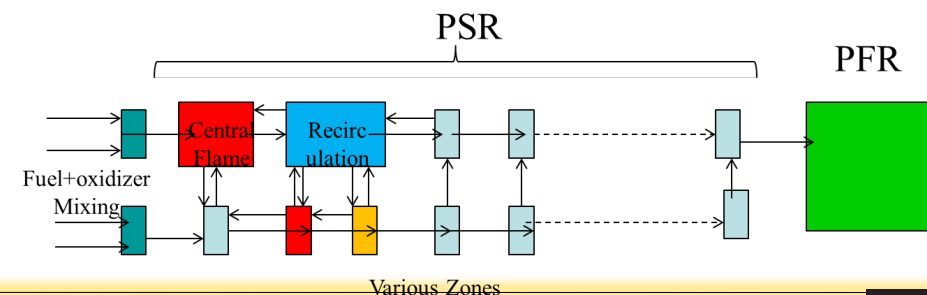 PSR
PFR
Central
Flame
Recirc
ulation
Fuel+oxidizer
Mixing
Various Zones